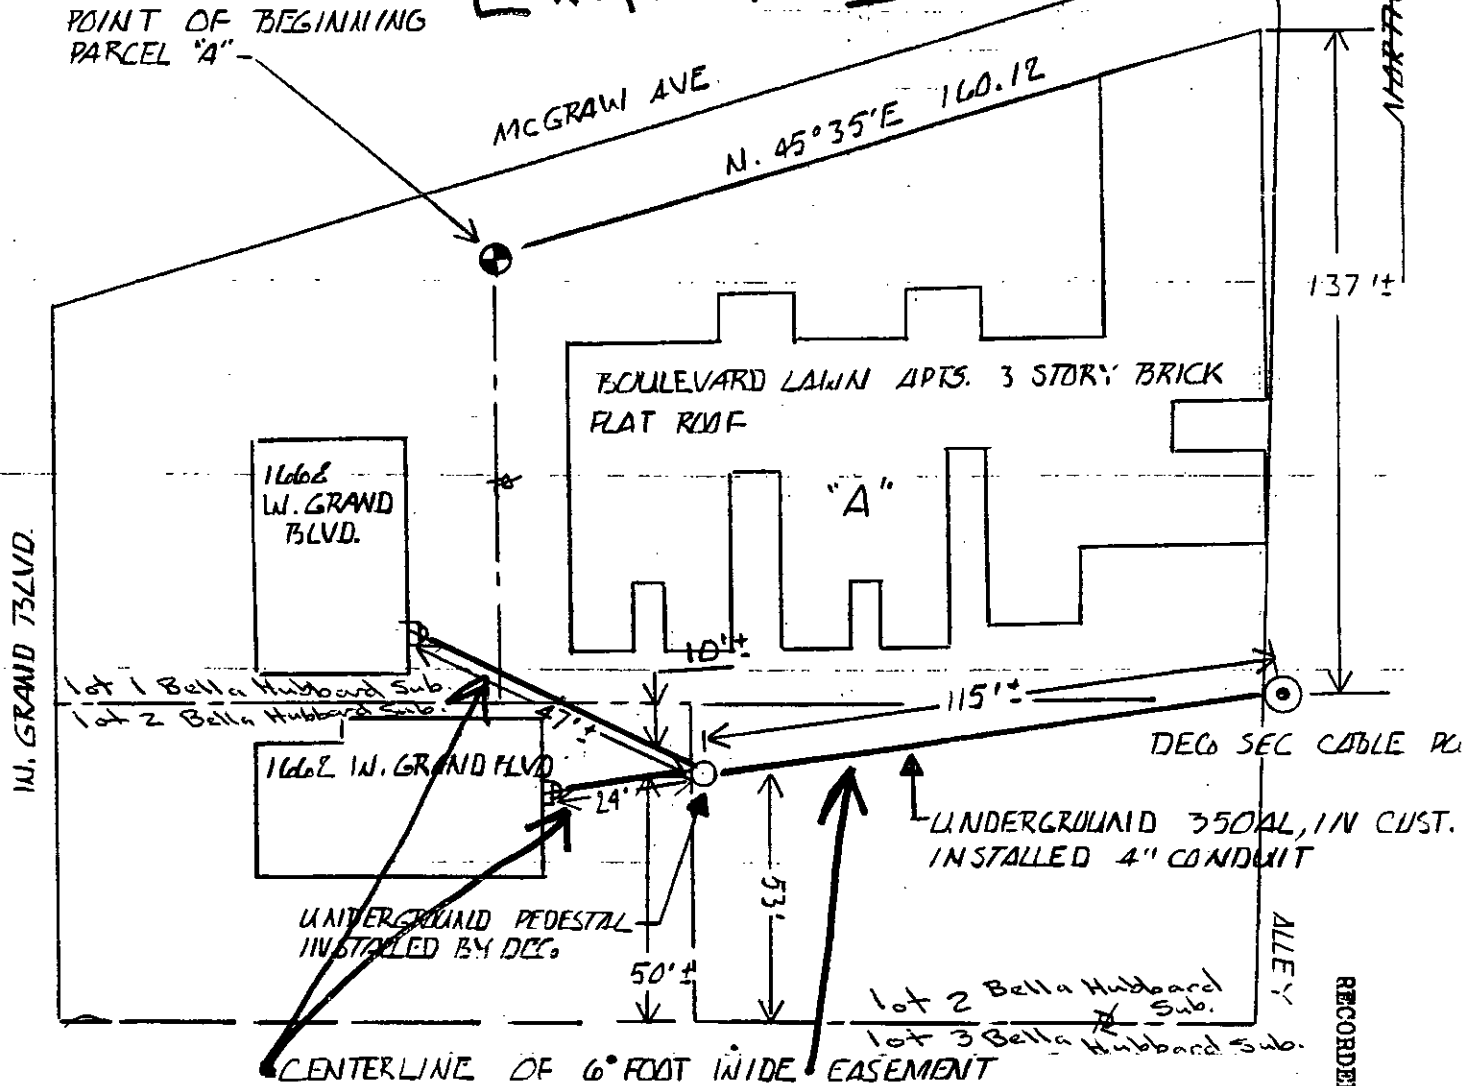 POINT OF BEGINNING
PARCEL "A"
MCGRAW AVE.
N. 45°35'E 160.12
137'±
BOULEVARD LAWN APTS. 3 STORY BRICK
FLAT ROOF
"A"
W. GRAND
BLVD.
W. GRAND BLVD.
10'±
lot 1 Bella Hubbard Sub.
lot 2 Bella Hubbard Sub.
47'±
115'±
W. GRAND BLVD
24'
DECo SEC CABLE
UNDERGROUND 350AL, IN CUST.
INSTALLED 4" CONDUIT
53'
UNDERGROUND PEDESTAL
INSTALLED BY DECo
50'±
ALLEY
lot 2 Bella Hubbard
Sub.
lot 3 Bella Hubbard Sub.
CENTERLINE OF 6' FOOT WIDE EASEMENT